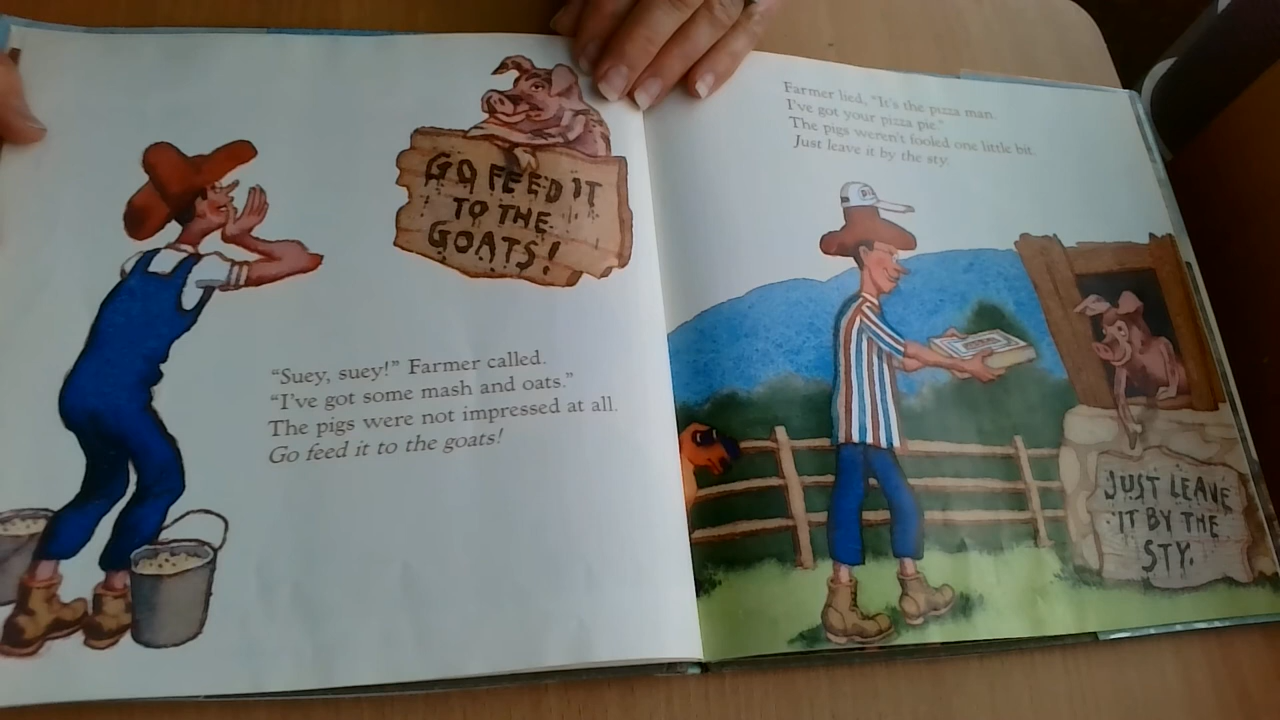 GO FEED IT
TO THE
GOATS!
“Suey, suey!” Farmer called.
“I’ve got some mash and oats.”
The pigs were not impressed at all.
Go feed it to the goats!
Farmer lied, “It’s the pizza man.
I’ve got your pizza pie.”
The pigs weren’t fooled one little bit.
Just leave it by the sty.
JUST LEAVE
IT BY THE
STY.